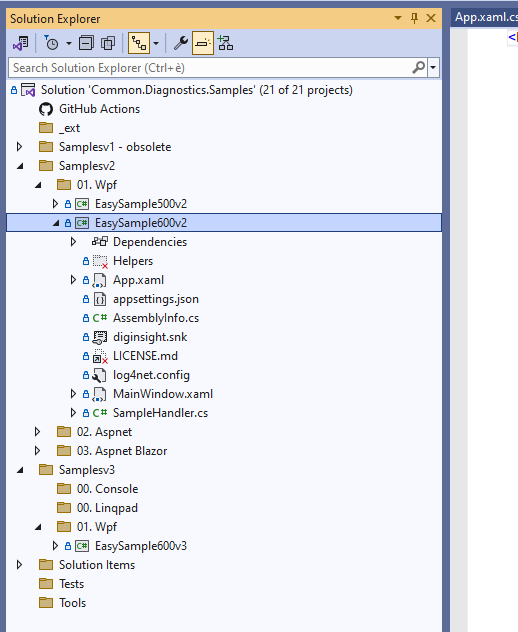 Solution Explorer
App.xaml.cs
Search Solution Explorer (Ctrl+è)
Solution 'Common.Diagnostics.Samples' (21 of 21 projects)
GitHub Actions
_ext
Samplesv1 - obsolete
Samplesv2
01. Wpf
C# EasySample500v2
C# EasySample600v2
Dependencies
Helpers
App.xaml
appsettings.json
C# AssemblyInfo.cs
diginsight.snk
LICENSE.md
log4net.config
MainWindow.xaml
C# SampleHandler.cs
02. Aspnet
03. Aspnet Blazor
Samplesv3
00. Console
00. Linqpad
01. Wpf
C# EasySample600v3
Solution Items
Tests
Tools